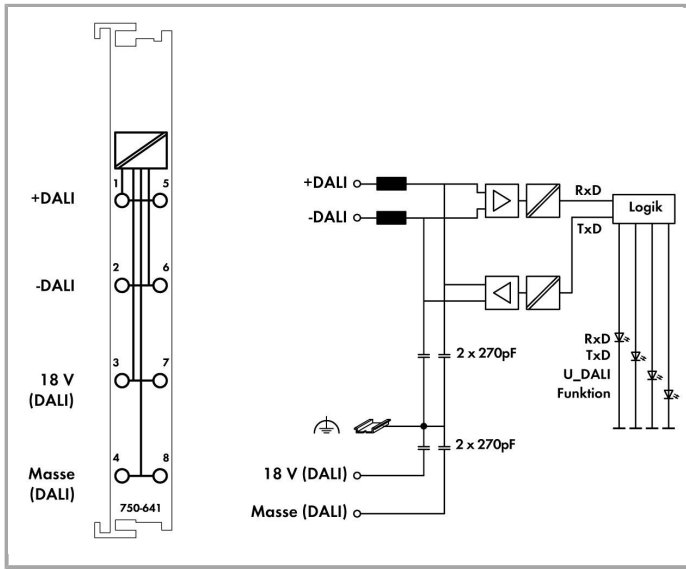 1
5
+DALI
2
6
-DALI
3
7
18 V
(DALI)
4
8
Masse
(DALI)
750-641
+DALI
-DALI
RxD
Logik
TxD
2 x 270pF
RxD
TxD
U_DALI
Funktion
2 x 270pF
18 V (DALI)
Masse (DALI)